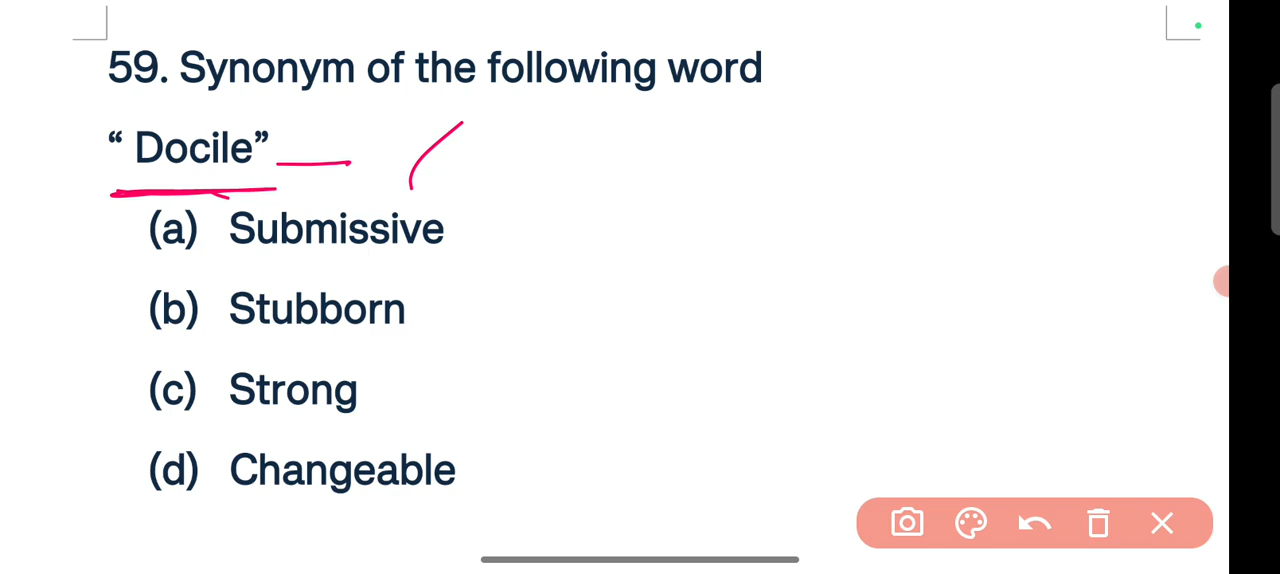 59. Synonym of the following word
“ Docile”
(a) Submissive
(b) Stubborn
(c) Strong
(d) Changeable